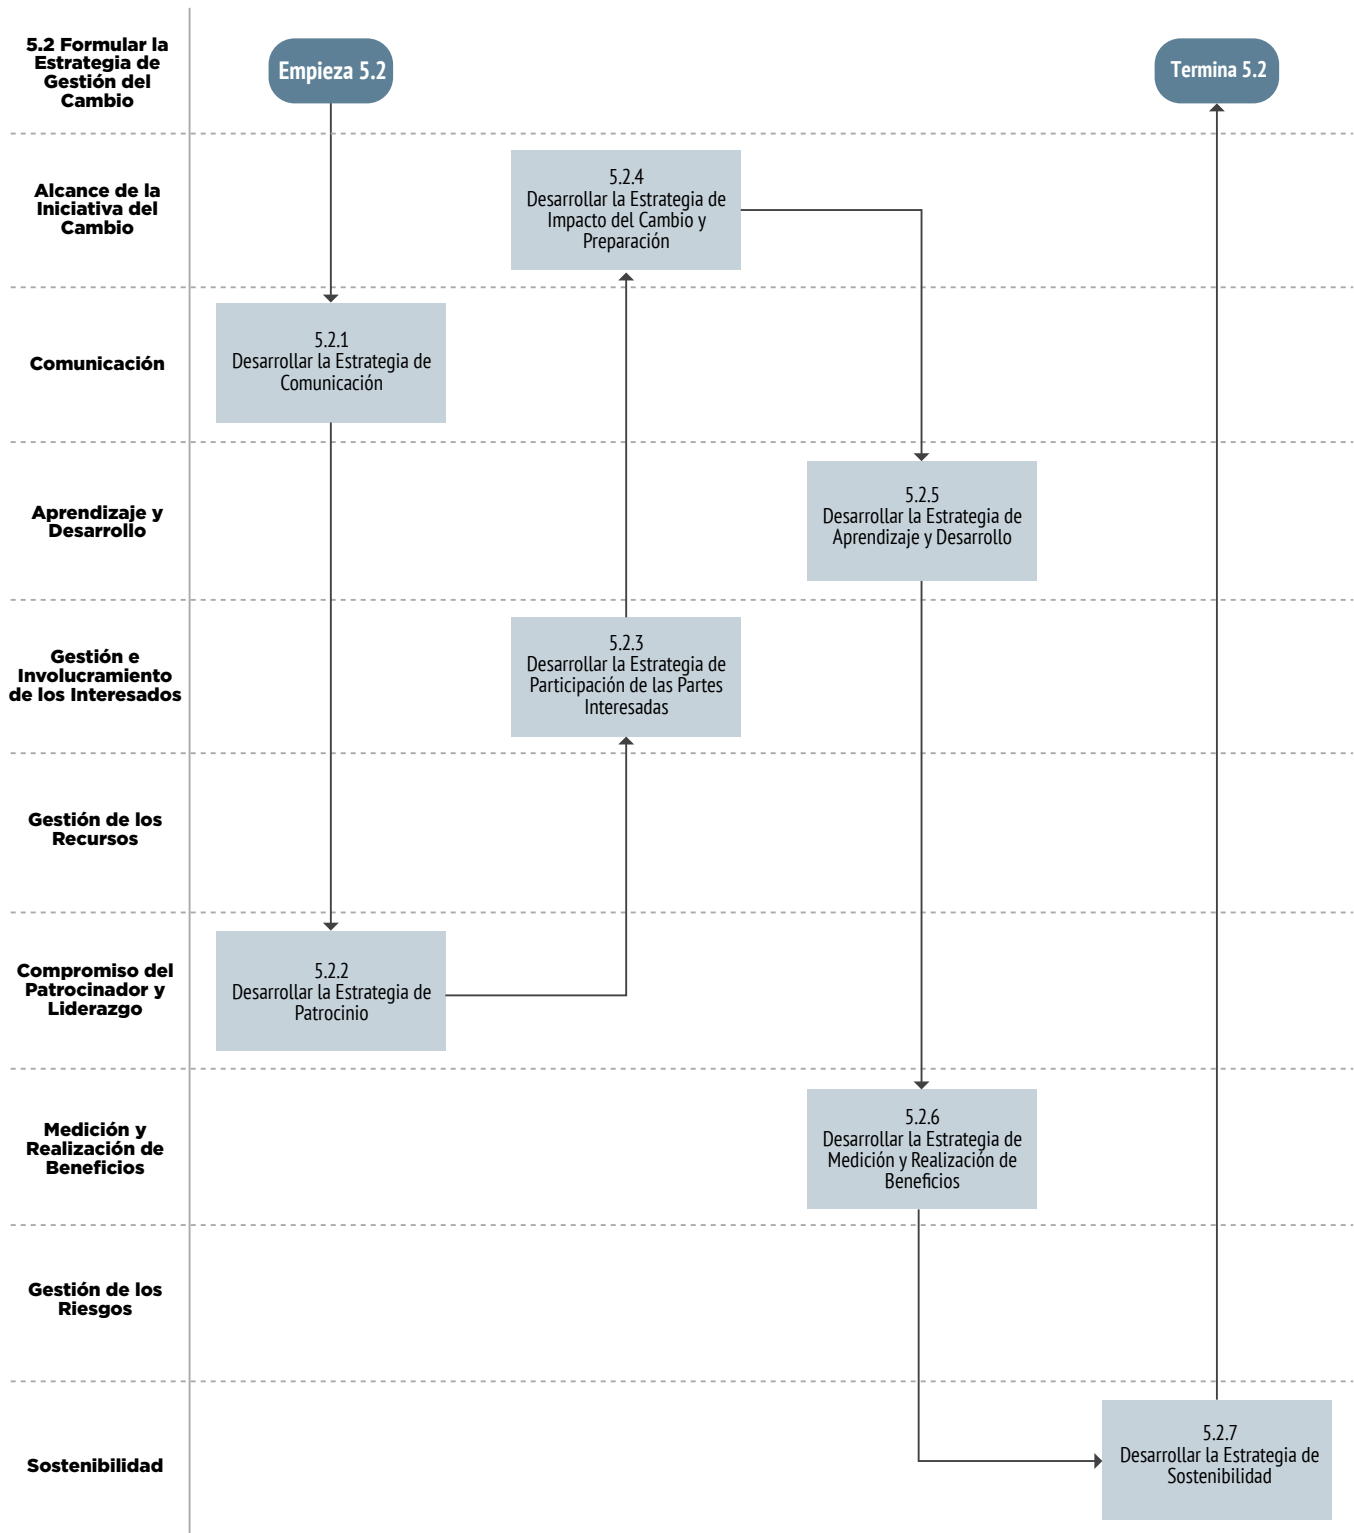 5.2 Formular la
Estrategia de
Gestión del
Cambio
Empieza 5.2
Termina 5.2
Alcance de la
Iniciativa del
Cambio
5.2.4
Desarrollar la Estrategia de
Impacto del Cambio y
Preparación
Comunicación
5.2.1
Desarrollar la Estrategia de
Comunicación
Aprendizaje y
Desarrollo
5.2.5
Desarrollar la Estrategia de
Aprendizaje y Desarrollo
Gestión e
Involucramiento
de los Interesados
5.2.3
Desarrollar la Estrategia de
Participación de las Partes
Interesadas
Gestión de los
Recursos
Compromiso del
Patrocinador y
Liderazgo
5.2.2
Desarrollar la Estrategia de
Patrocinio
Medición y
Realización de
Beneficios
5.2.6
Desarrollar la Estrategia de
Medición y Realización de
Beneficios
Gestión de los
Riesgos
Sostenibilidad
5.2.7
Desarrollar la Estrategia de
Sostenibilidad